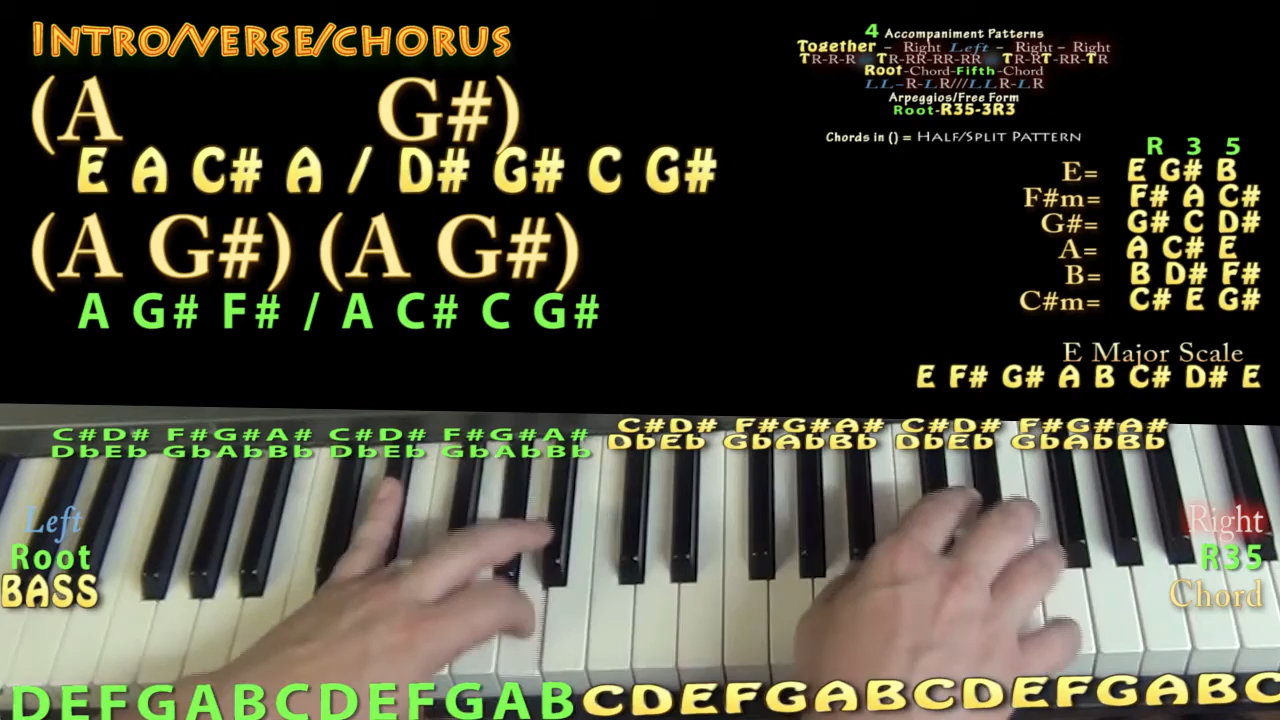 INTRO/VERSE/CHORUS
(A G#)
E A C# A / D# G# C G#
(A G#) (A G#)
A G# F# / A C# C G#
4 Accompaniment Patterns
Together - Right Left - Right - Right
TR-R-R TR-RR-RR-RR TR-RT-RR-TR
Root-Chord-Fifth-Chord
LL-R-LR///LLR-LR
Arpeggios/Free Form
Root-R35-3R3
Chords in () = HALF/SPLIT PATTERN
R 3 5
E= E G# B
F#m= F# A C#
G#= G# C D#
A= A C# E
B= B D# F#
C#m= C# E G#
E Major Scale
E F# G# A B C# D# E
C#D# F#G#A# C#D# F#G#A# C#D# F#G#A# C#D# F#G#A#
DbEb GbAbBb DbEb GbAbBb DbEb GbAbBb DbEb GbAbBb
Left
Root
BASS
Right
R35
Chord
DEFGABCDEFGABCDEFGABCDEFGABC